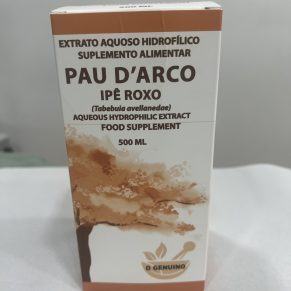 EXTRATO AQUOSO HIDROFÍLICO
SUPLEMENTO ALIMENTAR
PAU D'ARCO
IPÊ ROXO
(Tabebuia avellanedae)
AQUEOUS HYDROPHILIC EXTRACT
FOOD SUPPLEMENT
500 ML
D GENUINO